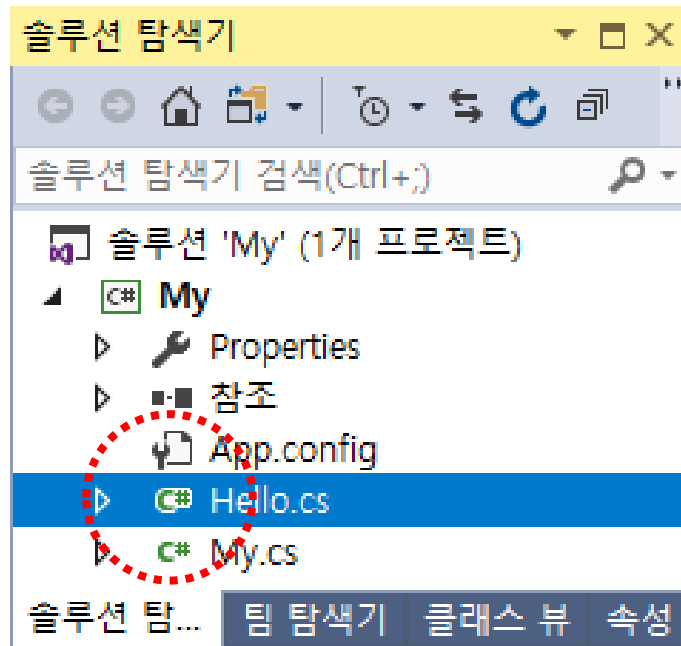 솔루션 탐색기
솔루션 탐색기 검색(Ctrl+;)
솔루션 'My' (1개 프로젝트)
C# My
Properties
참조
App.config
C# Hello.cs
C# My.cs
솔루션 탐... 팀 탐색기 클래스 뷰 속성